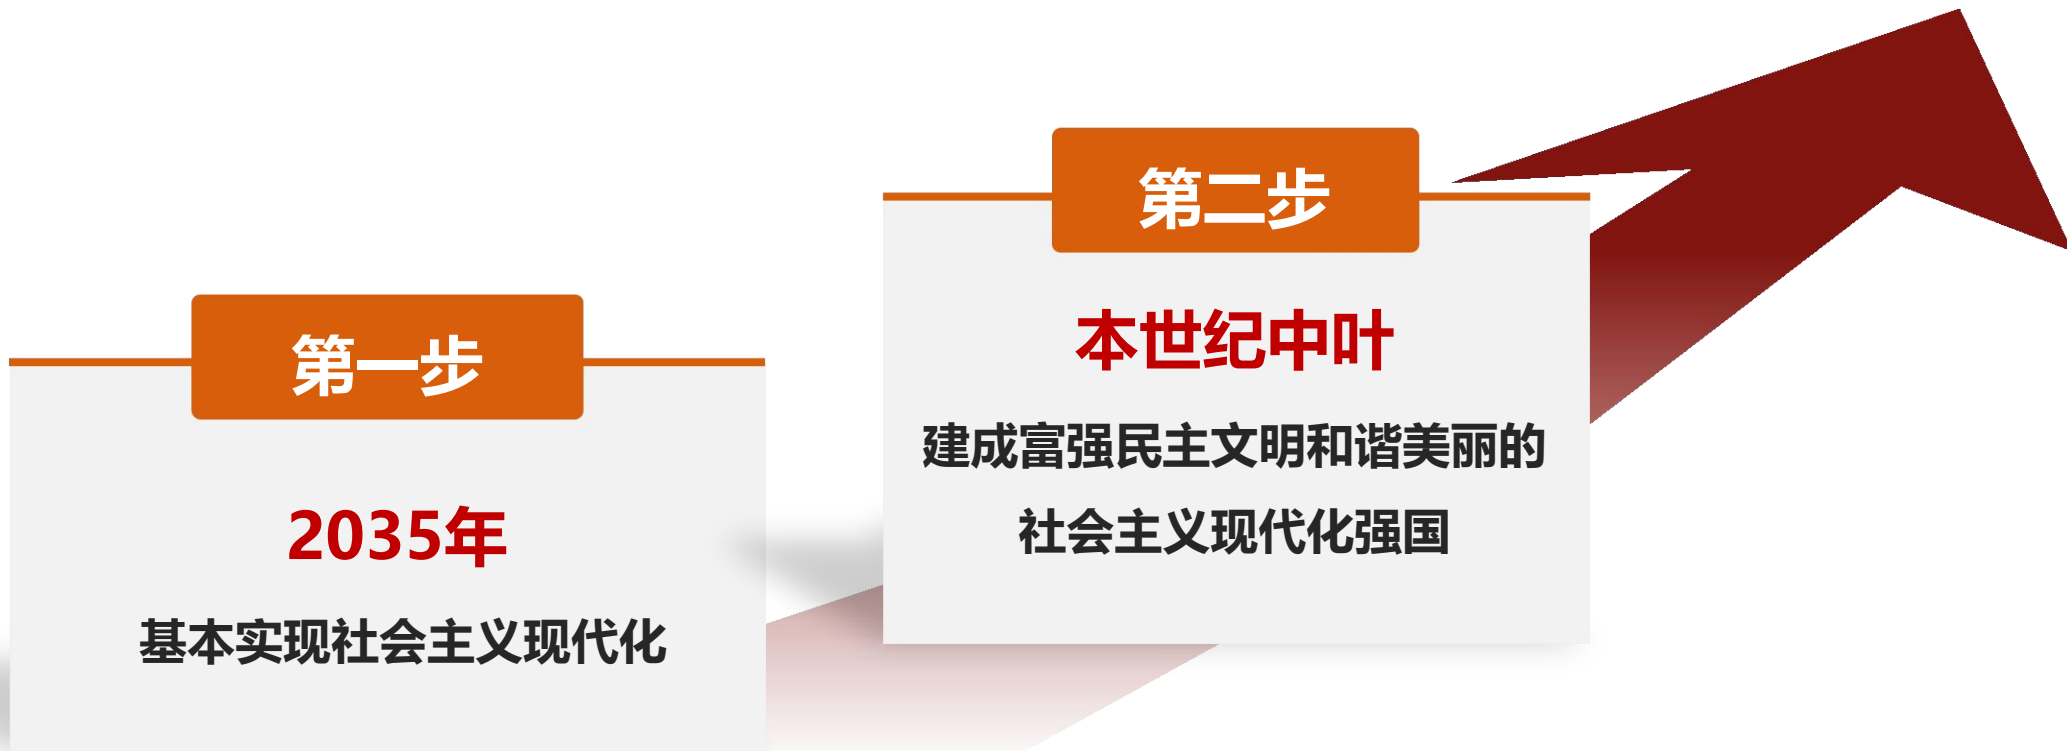 第一步
2035年
基本实现社会主义现代化
第二步
本世纪中叶
建成富强民主文明和谐美丽的
社会主义现代化强国